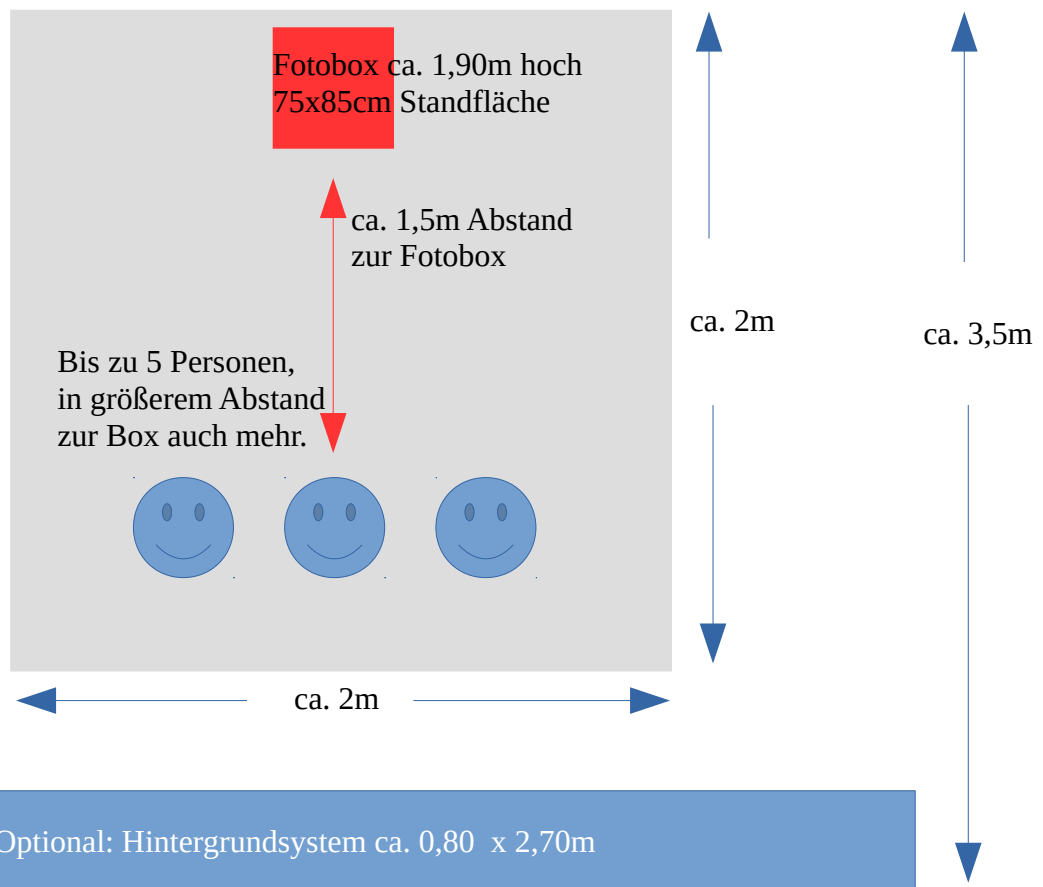 Fotobox ca. 1,90m hoch
75x85cm Standfläche
ca. 1,5m Abstand
zur Fotobox
ca. 2m
ca. 3,5m
Bis zu 5 Personen,
in größerem Abstand
zur Box auch mehr.
ca. 2m
Optional: Hintergrundsystem ca. 0,80  x 2,70m